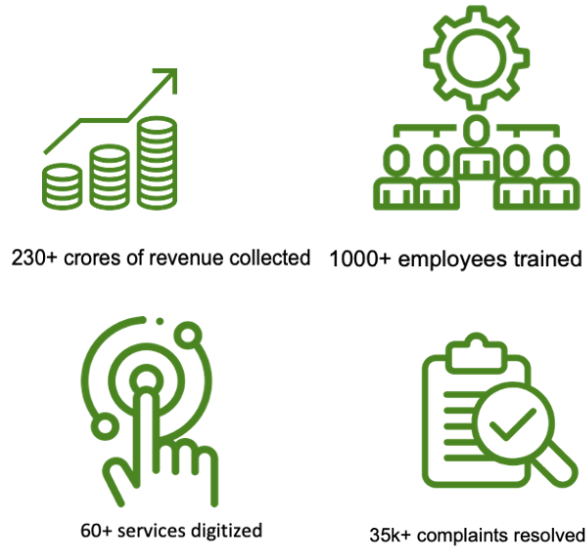 230+ crores of revenue collected
1000+ employees trained
60+ services digitized
35k+ complaints resolved